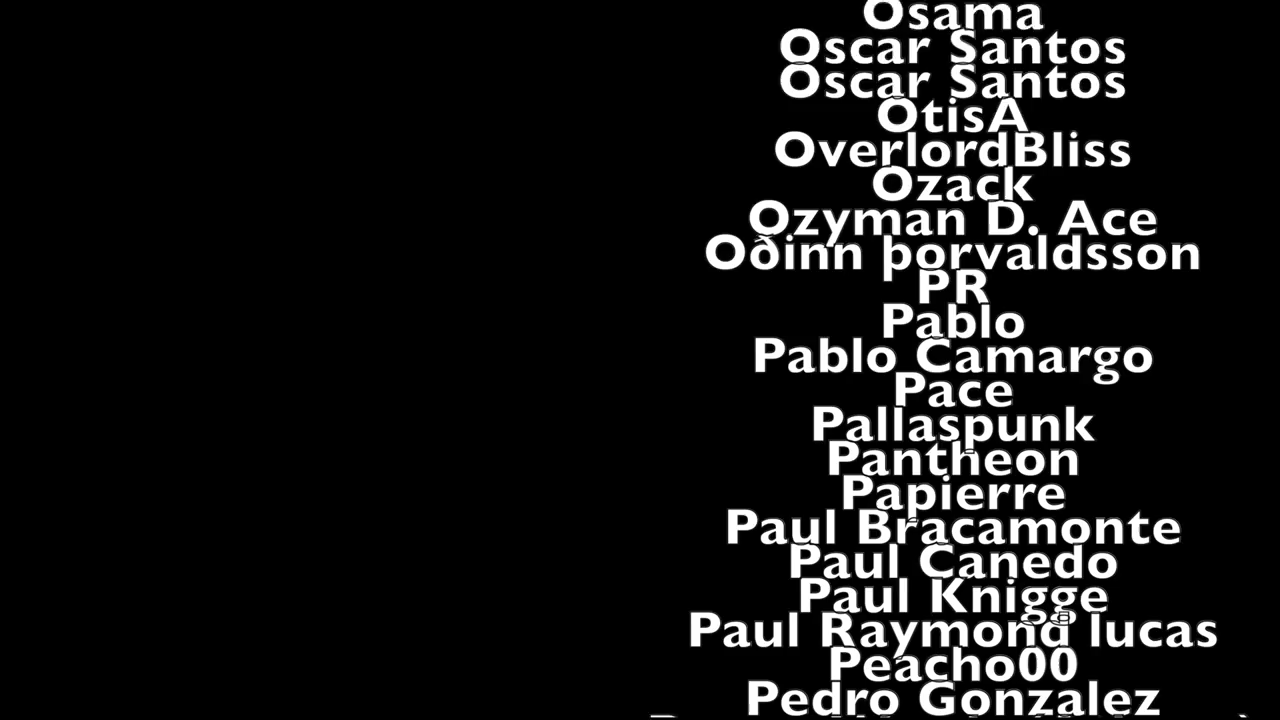 Osama
Oscar Santos
Oscar Santos
OtisA
OverlordBliss
Ozack
Ozyman D. Ace
Oðinn þorvaldsson
PR
Pablo
Pablo Camargo
Pace
Pallaspunk
Pantheon
Papierre
Paul Bracamonte
Paul Canedo
Paul Knigge
Paul Raymond lucas
Peacho00
Pedro Gonzalez